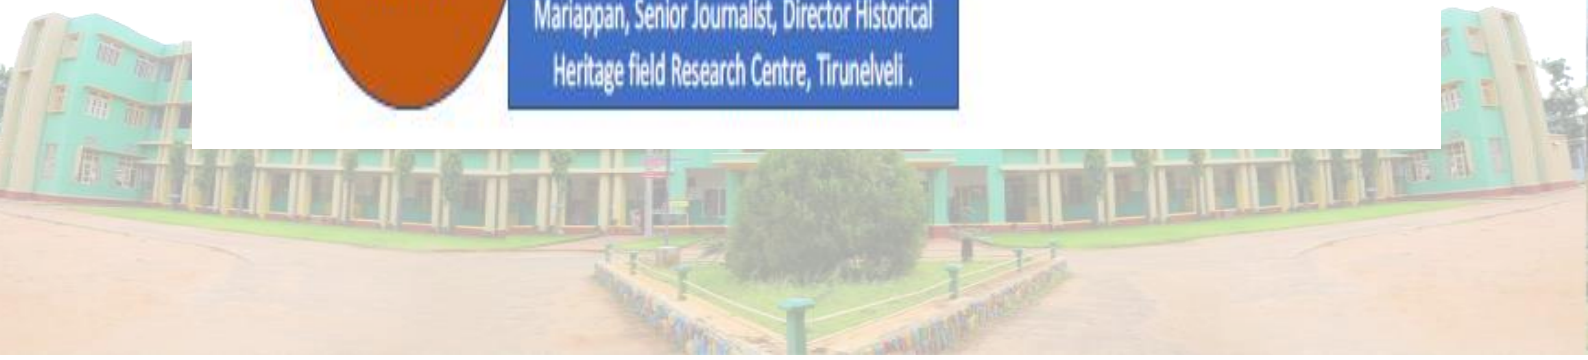 Mariappan, Senior Journalist, Director Historical
Heritage field Research Centre, Tirunelveli .